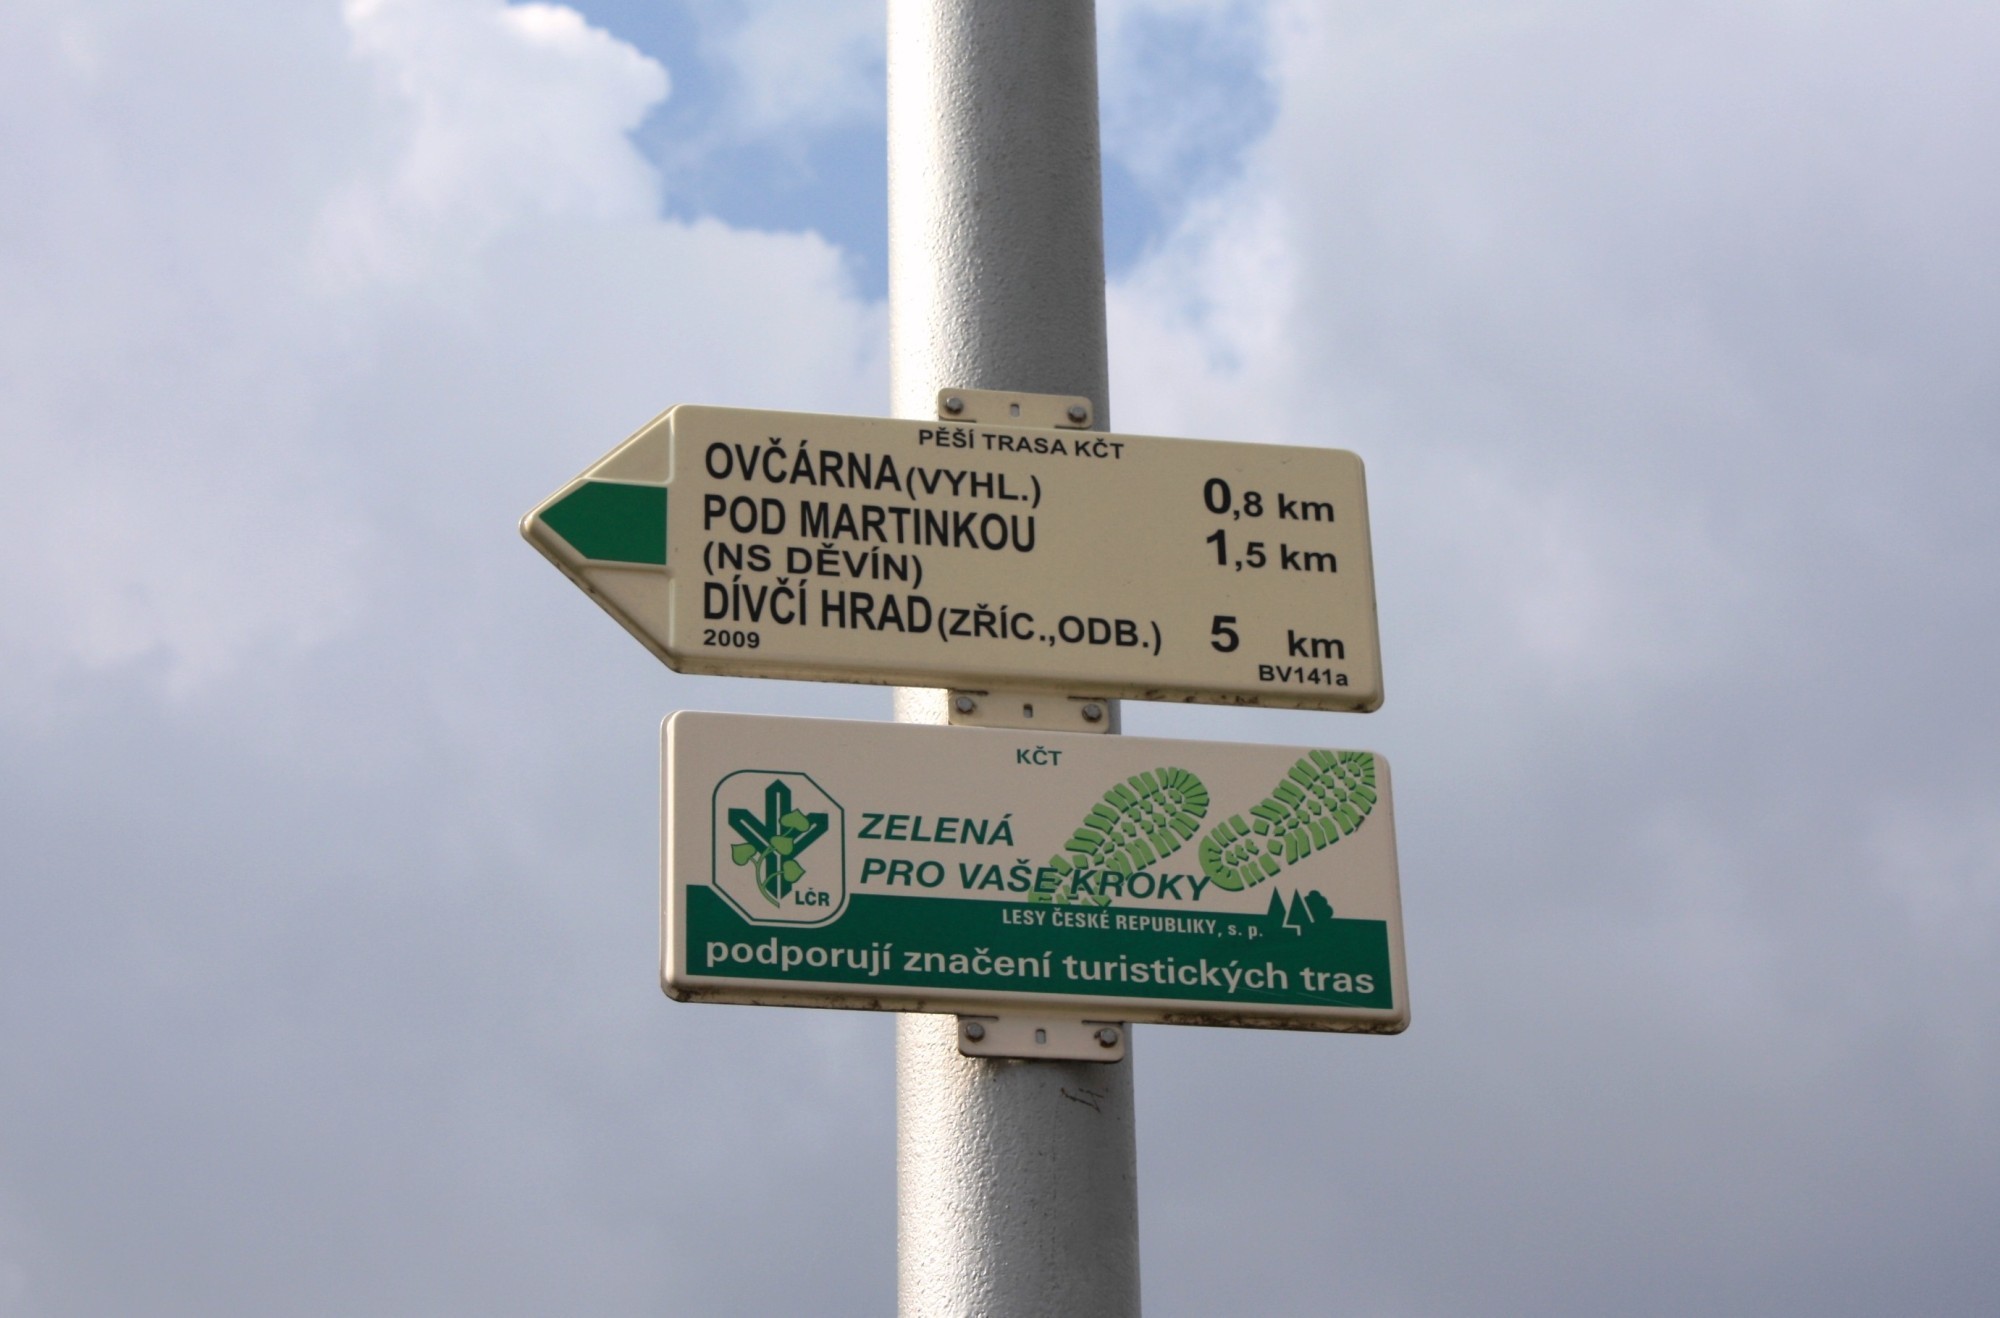 PĚŠÍ TRASA KČT
OVČÁRNA (VYHL.) 0,8 km
POD MARTINKOU 1,5 km
(NS DĚVÍN)
DÍVČÍ HRAD (ZŘÍC.,ODB.) 5 km
2009 BV141a
KČT
ZELENÁ
PRO VAŠE KROKY
LČR
LESY ČESKÉ REPUBLIKY, s. p.
podporují značení turistických tras